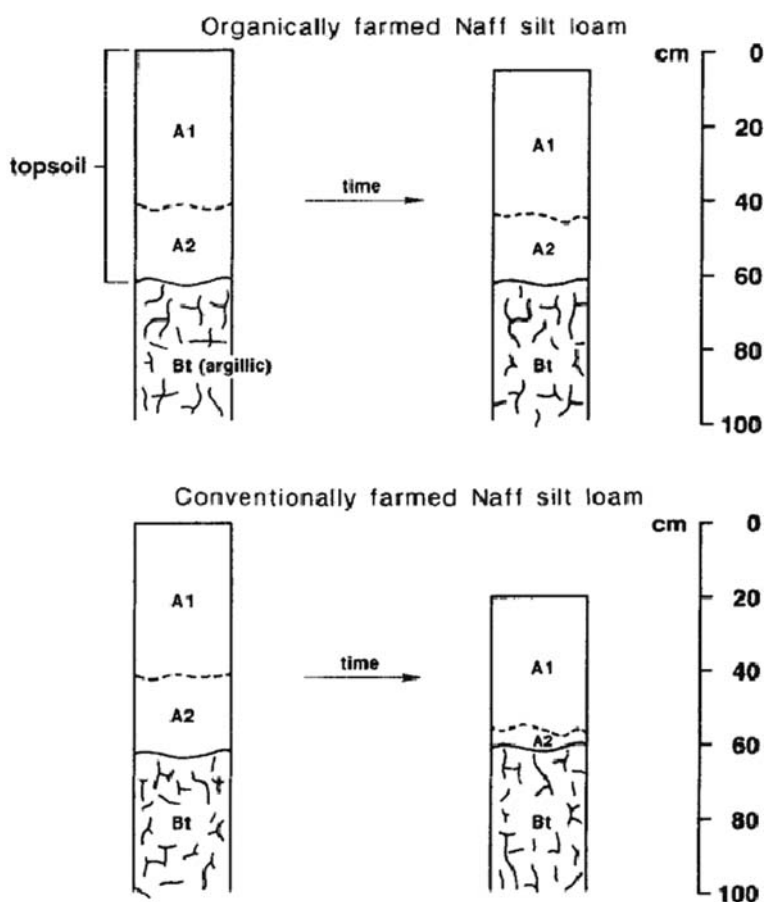 Organically farmed Naff silt loam
cm
0
20
40
60
80
100
topsoil
A1
A2
Bt (argillic)
time
A1
A2
Bt
Conventionally farmed Naff silt loam
cm
0
20
40
60
80
100
A1
A2
Bt
time
A1
A2
Bt